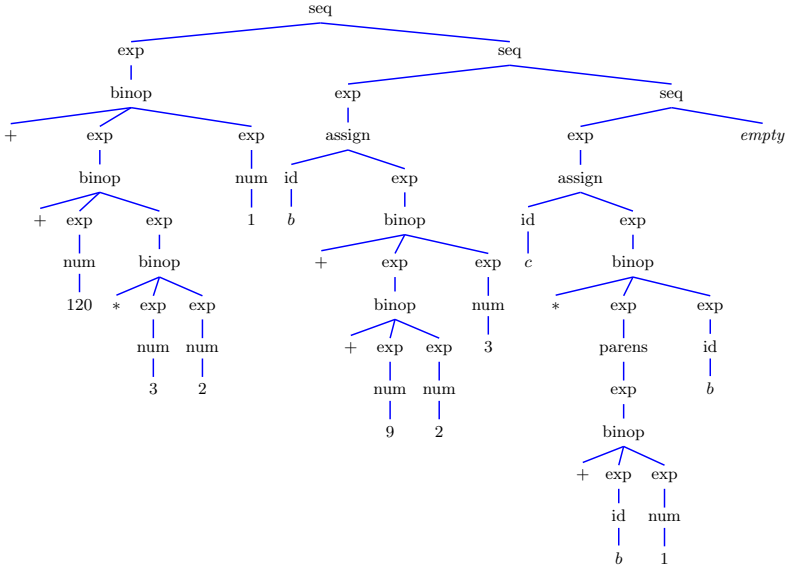 seq
exp seq
binop exp seq
+ exp exp assign exp empty
binop num id exp assign
+ exp exp 1 b binop id exp
num binop + exp exp c binop
120 * exp exp binop num * exp exp
num num + exp exp 3 parens id
3 2 num num exp b
9 2 binop
+ exp exp
id num
b 1